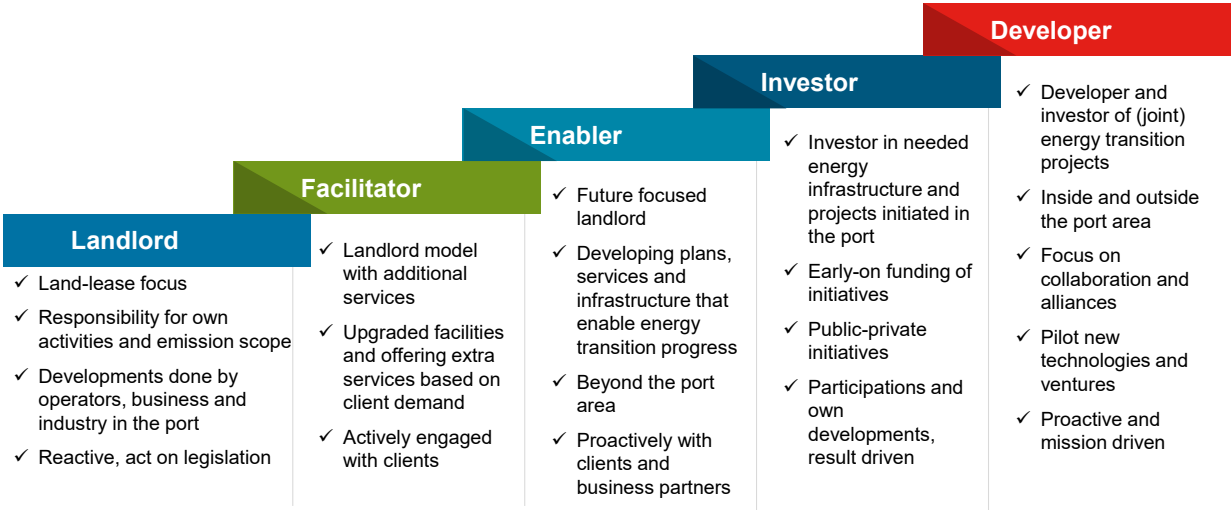 Landlord
✓ Land-lease focus
✓ Responsibility for own
activities and emission scope
✓ Developments done by
operators, business and
industry in the port
✓ Reactive, act on legislation
Facilitator
✓ Landlord model
with additional
services
✓ Upgraded facilities
and offering extra
services based on
client demand
✓ Actively engaged
with clients
Enabler
✓ Future focused
landlord
✓ Developing plans,
services and
infrastructure that
enable energy
transition progress
✓ Beyond the port
area
✓ Proactively with
clients and
business partners
Investor
✓ Investor in needed
energy
infrastructure and
projects initiated in
the port
✓ Early-on funding of
initiatives
✓ Public-private
initiatives
✓ Participations and
own
developments,
result driven
Developer
✓ Developer and
investor of (joint)
energy transition
projects
✓ Inside and outside
the port area
✓ Focus on
collaboration and
alliances
✓ Pilot new
technologies and
ventures
✓ Proactive and
mission driven